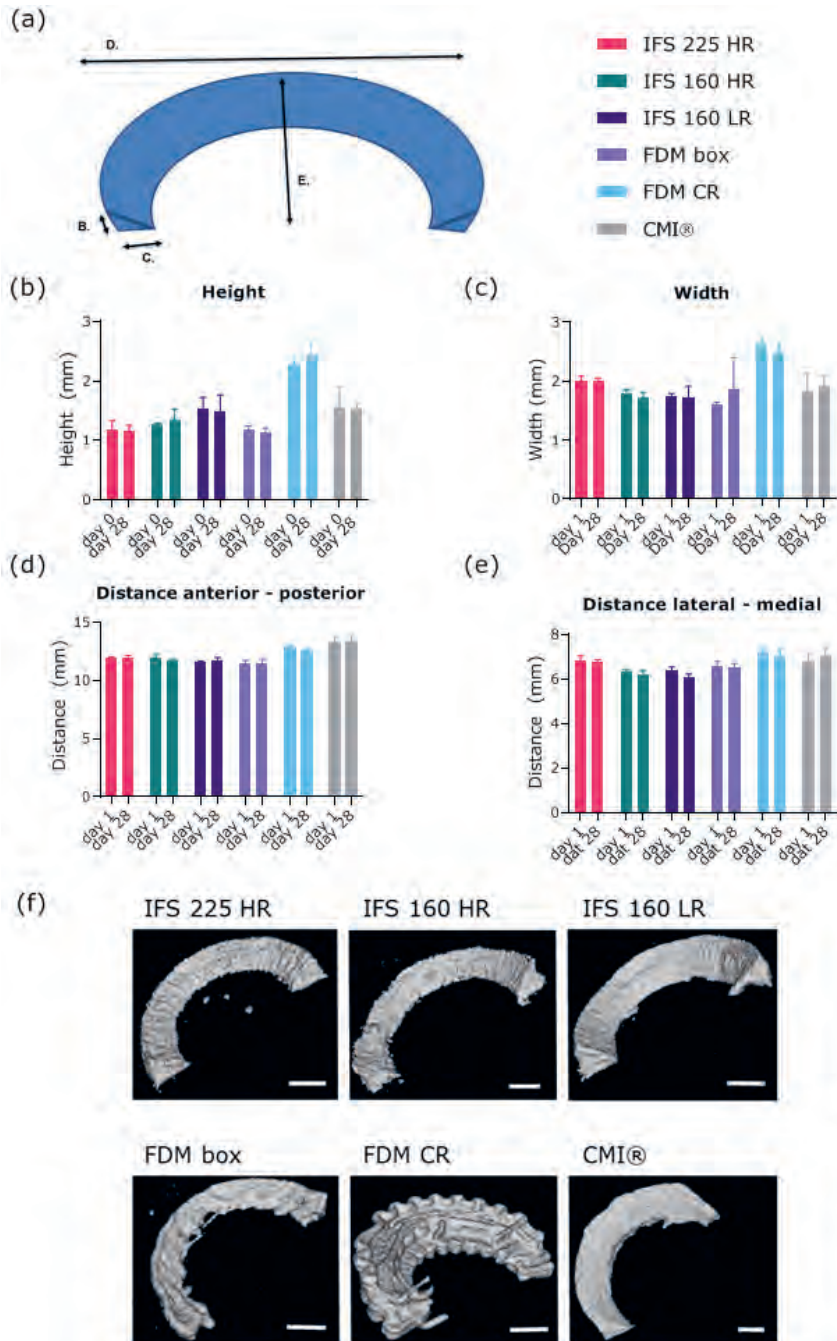 (a)
D.
E.
B.
C.
IFS 225 HR
IFS 160 HR
IFS 160 LR
FDM box
FDM CR
CMI®
(b)
Height
Height (mm)
3
2
1
0
day 0
day 28
day 0
day 28
day 0
day 28
day 0
day 28
day 0
day 28
day 0
day 28
(c)
Width
Width (mm)
3
2
1
0
day 1
Day 28
day 1
Day 28
day 1
Day 28
day 1
Day 28
day 1
Day 28
day 1
Day 28
(d)
Distance anterior - posterior
Distance (mm)
15
10
5
0
day 1
day 28
day 1
day 28
day 1
day 28
day 1
day 28
day 1
day 28
day 1
day 28
(e)
Distance lateral - medial
Distance (mm)
8
6
4
2
0
day 1
dat 28
day 1
dat 28
day 1
dat 28
day 1
dat 28
day 1
dat 28
day 1
dat 28
(f)
IFS 225 HR
IFS 160 HR
IFS 160 LR
FDM box
FDM CR
CMI®